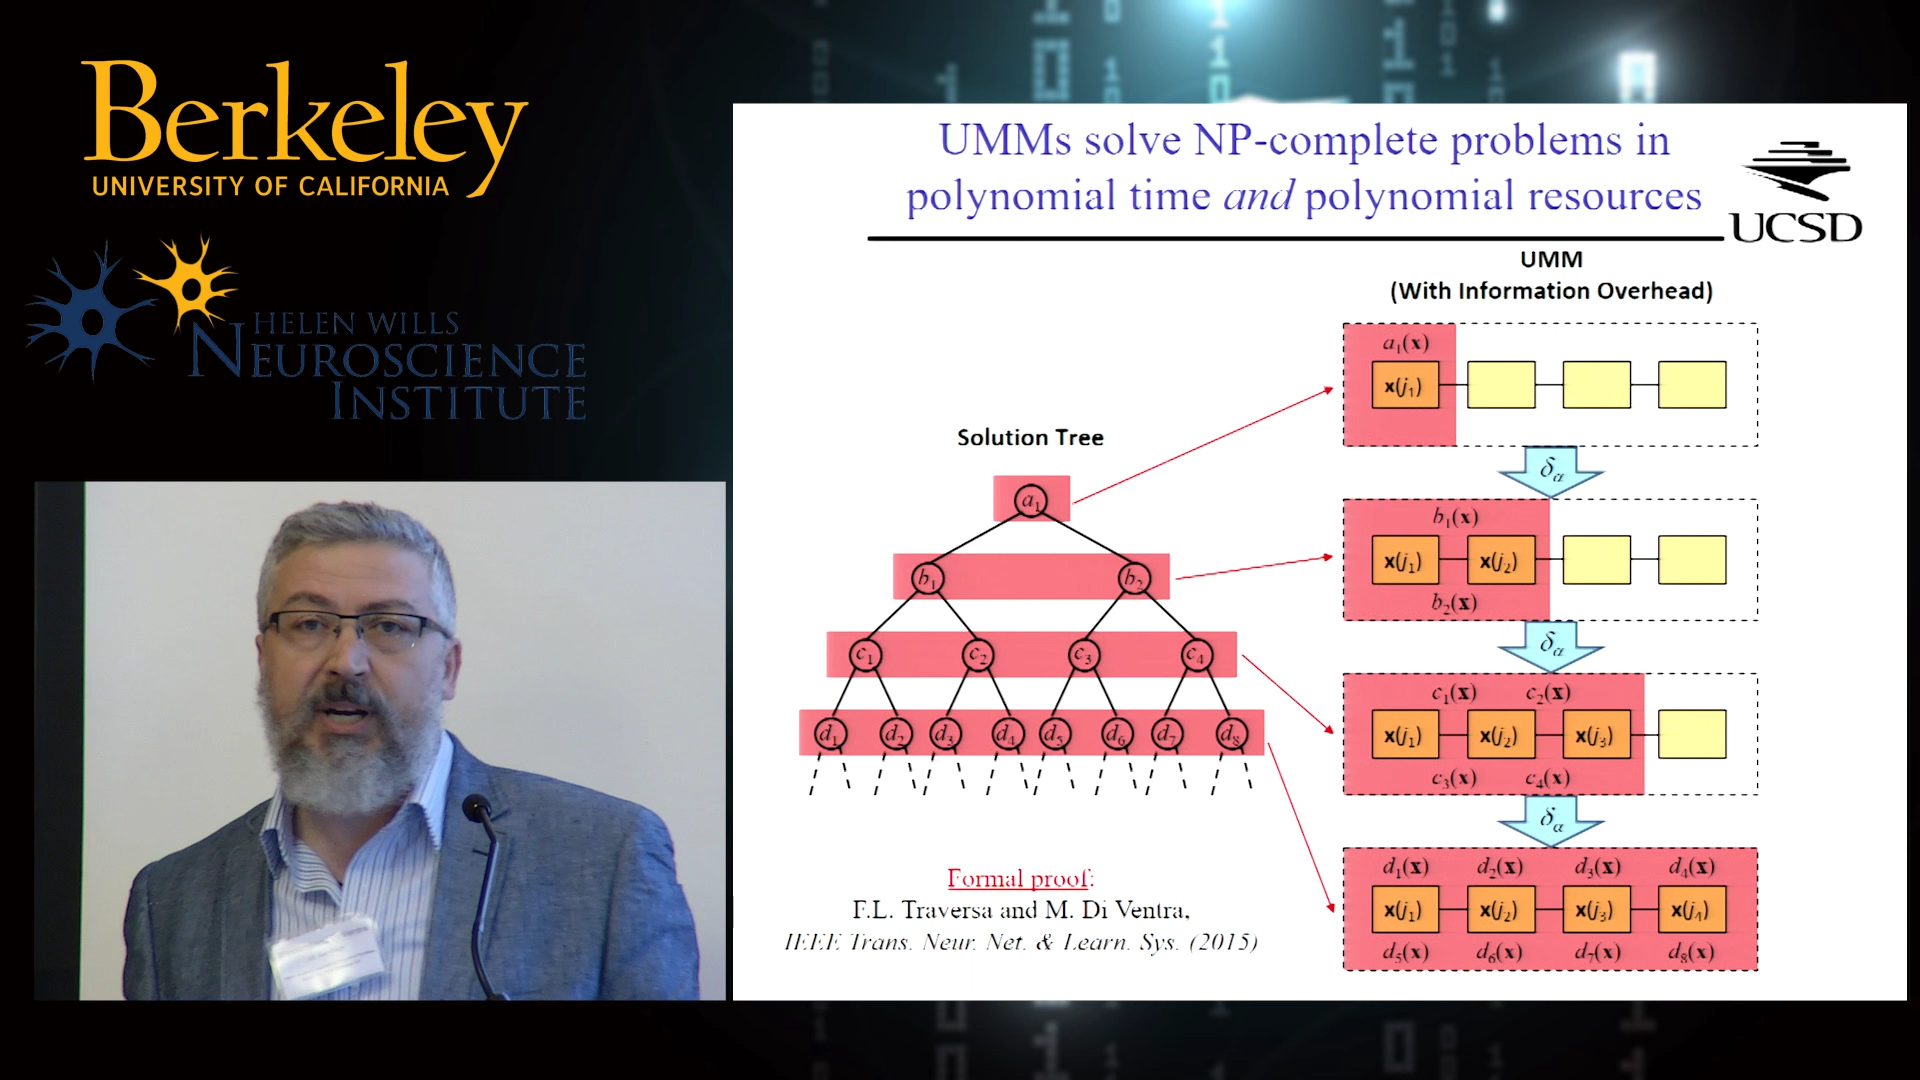 Berkeley
UNIVERSITY OF CALIFORNIA
HELEN WILLS
NEUROSCIENCE
INSTITUTE
UMMs solve NP-complete problems in
polynomial time and polynomial resources
UCSD
UMM
(With Information Overhead)
Solution Tree
a₁
b₁ b₂
c₁ c₂ c₃ c₄
d₁ d₂ d₃ d₄ d₅ d₆ d₇ d₈
Formal proof:
F.L. Traversa and M. Di Ventra,
IEEE Trans. Neur. Net. & Learn. Sys. (2015)
a₁(x)
x(j₁)
δα
b₁(x)
x(j₁) x(j₂)
b₂(x)
δα
c₁(x) c₂(x)
x(j₁) x(j₂) x(j₃)
c₃(x) c₄(x)
δα
d₁(x) d₂(x) d₃(x) d₄(x)
x(j₁) x(j₂) x(j₃) x(j₄)
d₅(x) d₆(x) d₇(x) d₈(x)